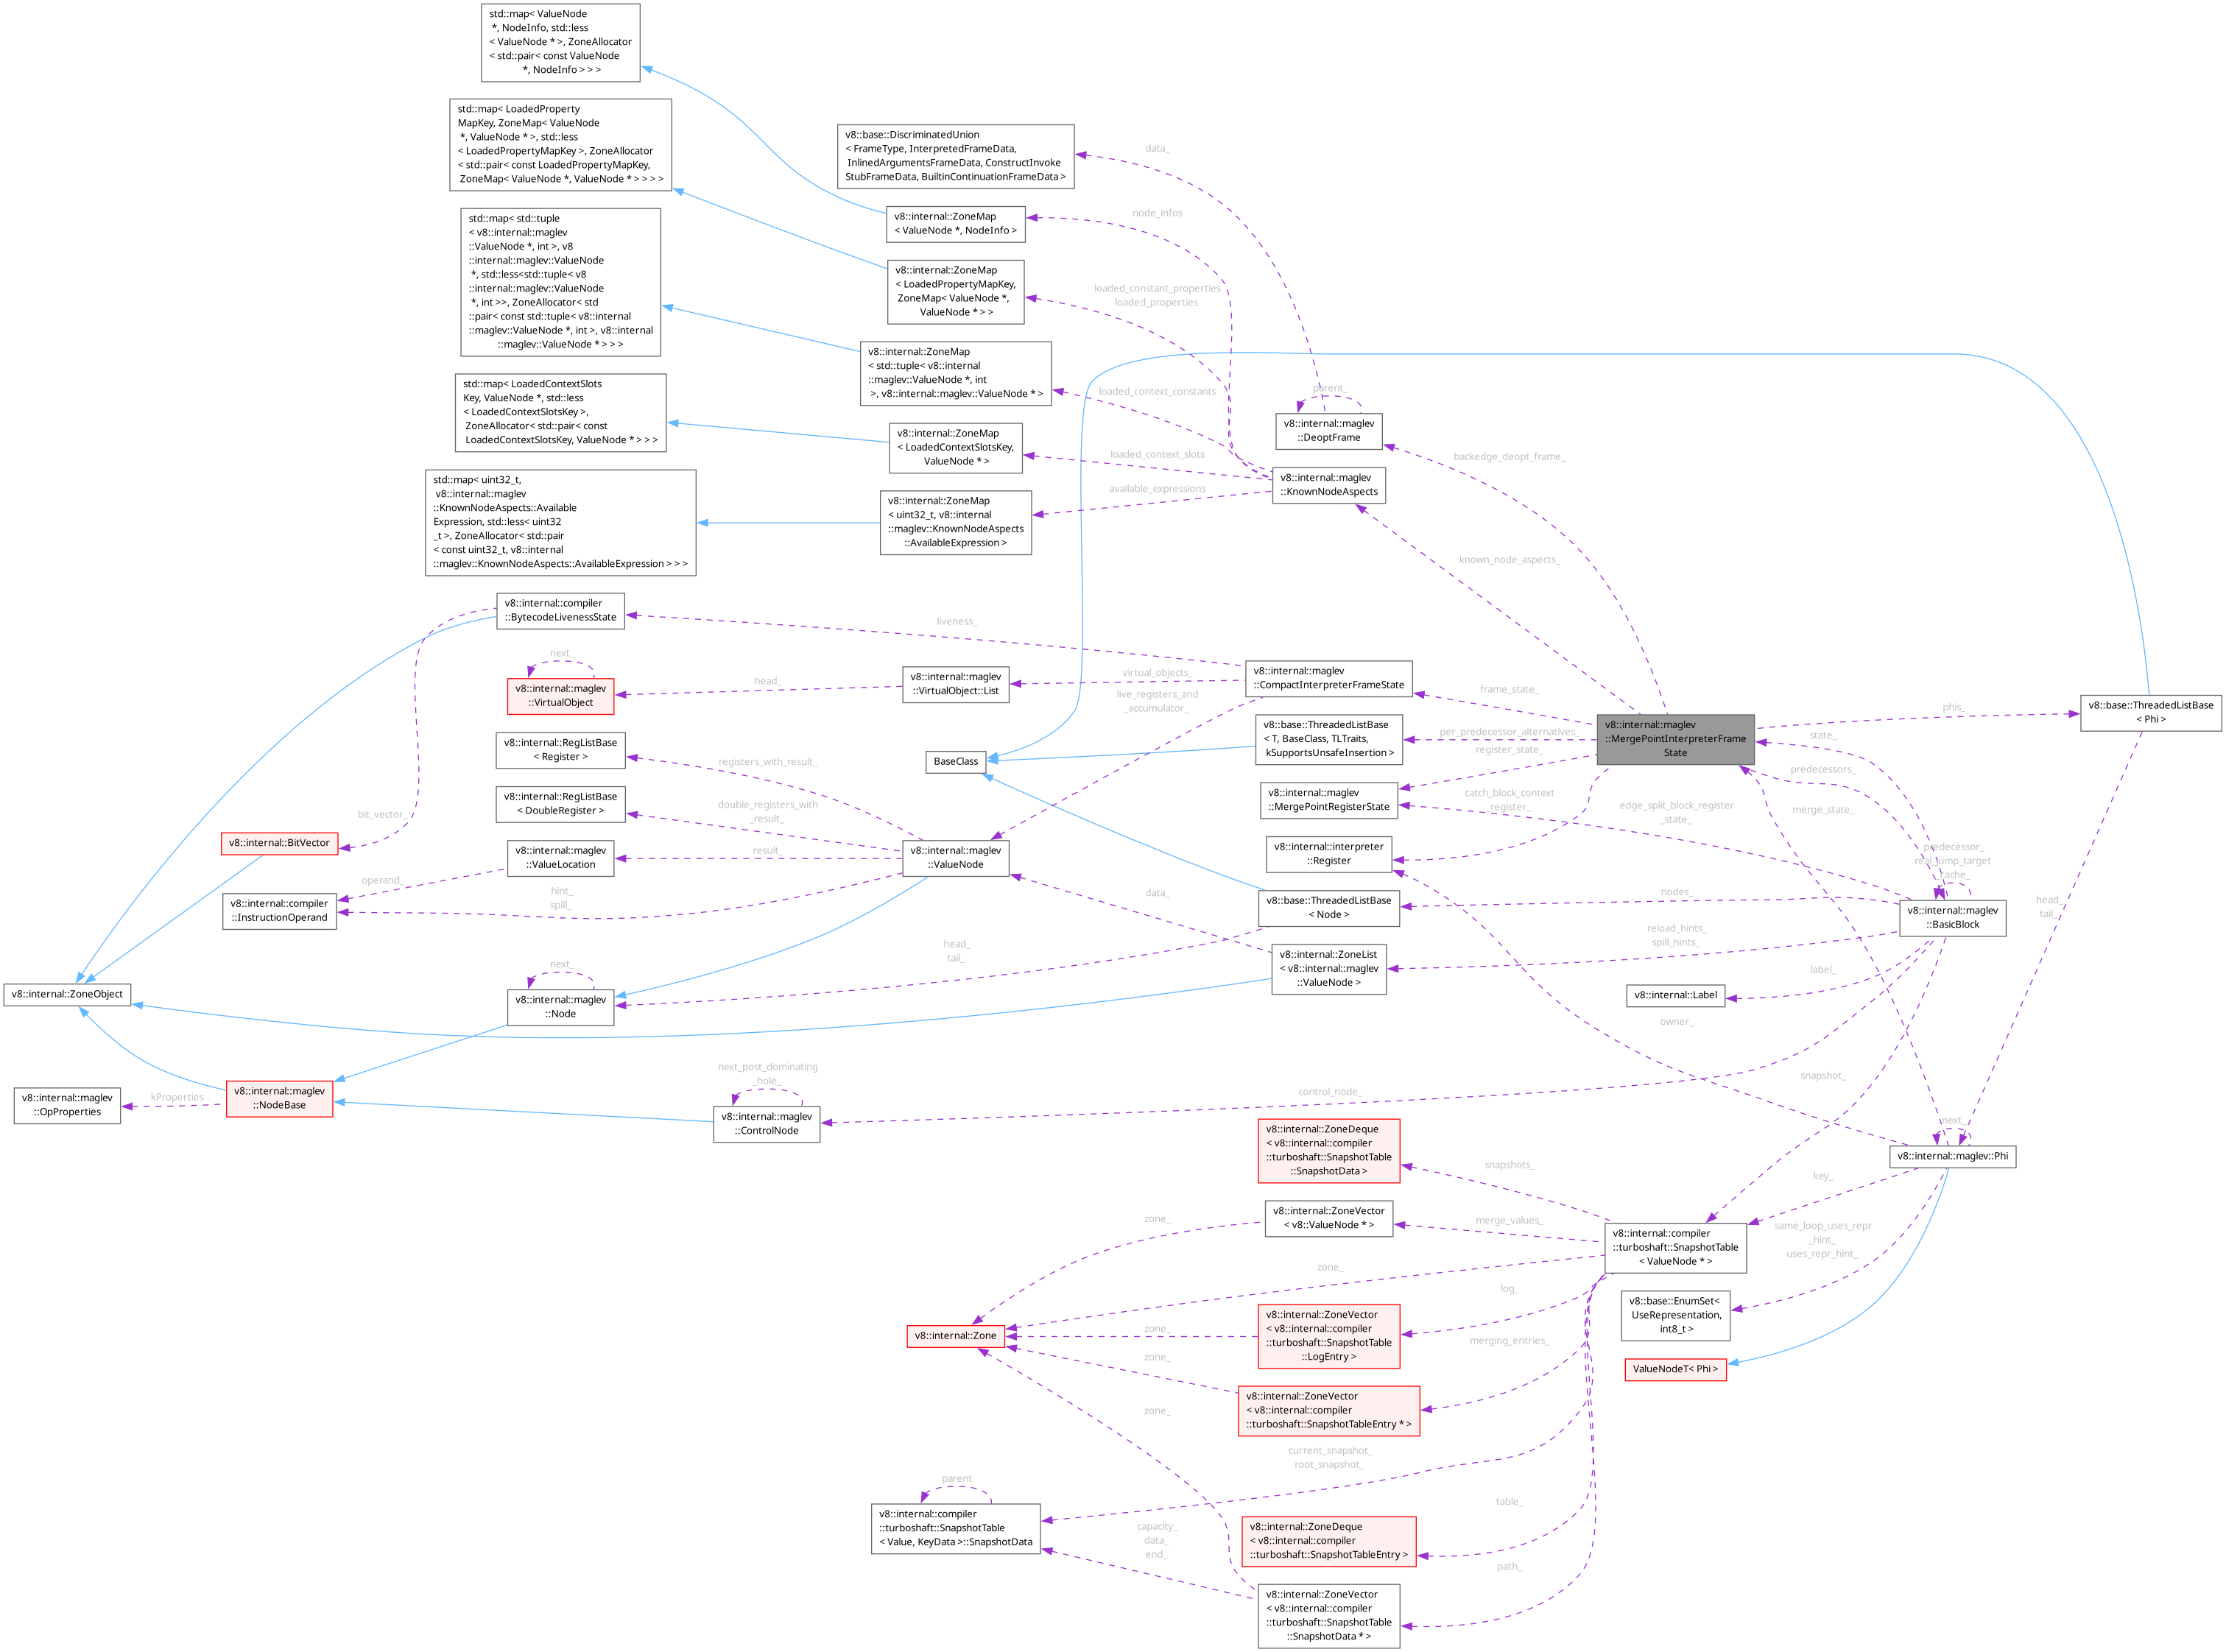 std::map< ValueNode
*, NodeInfo, std::less
< ValueNode * >, ZoneAllocator
< std::pair< const ValueNode
*, NodeInfo > > >
std::map< LoadedProperty
MapKey, ZoneMap< ValueNode
*, ValueNode * >, std::less
< LoadedPropertyMapKey >, ZoneAllocator
< std::pair< const LoadedPropertyMapKey,
ZoneMap< ValueNode *, ValueNode * > > > >
std::map< std::tuple
< v8::internal::maglev
::ValueNode *, int >, v8
::internal::maglev::ValueNode
*, std::less<std::tuple< v8
::internal::maglev::ValueNode
*, int >>, ZoneAllocator< std
::pair< const std::tuple< v8::internal
::maglev::ValueNode *, int >, v8::internal
::maglev::ValueNode * > > >
std::map< LoadedContextSlots
Key, ValueNode *, std::less
< LoadedContextSlotsKey >,
ZoneAllocator< std::pair< const
LoadedContextSlotsKey, ValueNode * > > >
std::map< uint32_t,
v8::internal::maglev
::KnownNodeAspects::Available
Expression, std::less< uint32
_t >, ZoneAllocator< std::pair
< const uint32_t, v8::internal
::maglev::KnownNodeAspects::AvailableExpression > > >
v8::base::DiscriminatedUnion
< FrameType, InterpretedFrameData,
InlinedArgumentsFrameData, ConstructInvoke
StubFrameData, BuiltinContinuationFrameData >
v8::internal::ZoneMap
< ValueNode *, NodeInfo >
v8::internal::ZoneMap
< LoadedPropertyMapKey,
ZoneMap< ValueNode *,
ValueNode * > >
v8::internal::ZoneMap
< std::tuple< v8::internal
::maglev::ValueNode *, int
>, v8::internal::maglev::ValueNode * >
v8::internal::ZoneMap
< LoadedContextSlotsKey,
ValueNode * >
v8::internal::ZoneMap
< uint32_t, v8::internal
::maglev::KnownNodeAspects
::AvailableExpression >
data_
node_infos
loaded_constant_properties
loaded_properties
loaded_context_constants
loaded_context_slots
available_expressions
parent_
v8::internal::maglev
::DeoptFrame
v8::internal::maglev
::KnownNodeAspects
backedge_deopt_frame_
known_node_aspects_
v8::internal::compiler
::BytecodeLivenessState
liveness_
next_
v8::internal::maglev
::VirtualObject
head_
v8::internal::maglev
::VirtualObject::List
virtual_objects_
live_registers_and
_accumulator_
v8::internal::maglev
::CompactInterpreterFrameState
frame_state_
v8::internal::RegListBase
< Register >
registers_with_result_
v8::internal::RegListBase
< DoubleRegister >
double_registers_with
_result_
v8::internal::maglev
::ValueLocation
result_
v8::internal::maglev
::ValueNode
hint_
spill_
bit_vector_
v8::internal::BitVector
operand_
v8::internal::compiler
::InstructionOperand
BaseClass
v8::base::ThreadedListBase
< T, BaseClass, TLTraits,
kSupportsUnsafeInsertion >
per_predecessor_alternatives_
register_state_
v8::internal::maglev
::MergePointRegisterState
catch_block_context
_register_
v8::internal::interpreter
::Register
v8::internal::maglev
::MergePointInterpreterFrame
State
phis_
v8::base::ThreadedListBase
< Phi >
state_
predecessors_
merge_state_
edge_split_block_register
_state_
predecessor_
real_jump_target
_cache_
v8::internal::maglev
::BasicBlock
head_
tail_
nodes_
v8::base::ThreadedListBase
< Node >
data_
reload_hints_
spill_hints_
v8::internal::ZoneList
< v8::internal::maglev
::ValueNode >
head_
tail_
next_
v8::internal::maglev
::Node
v8::internal::ZoneObject
label_
v8::internal::Label
owner_
kProperties
v8::internal::maglev
::OpProperties
v8::internal::maglev
::NodeBase
next_post_dominating
_hole_
v8::internal::maglev
::ControlNode
control_node_
snapshot_
next_
v8::internal::maglev::Phi
key_
same_loop_uses_repr
_hint_
uses_repr_hint_
v8::internal::ZoneDeque
< v8::internal::compiler
::turboshaft::SnapshotTable
::SnapshotData >
snapshots_
v8::internal::ZoneVector
< v8::ValueNode * >
merge_values_
v8::internal::compiler
::turboshaft::SnapshotTable
< ValueNode * >
zone_
zone_
log_
v8::base::EnumSet<
UseRepresentation,
int8_t >
ValueNodeT< Phi >
v8::internal::Zone
zone_
v8::internal::ZoneVector
< v8::internal::compiler
::turboshaft::SnapshotTable
::LogEntry >
merging_entries_
zone_
v8::internal::ZoneVector
< v8::internal::compiler
::turboshaft::SnapshotTableEntry * >
zone_
current_snapshot_
root_snapshot_
parent
v8::internal::compiler
::turboshaft::SnapshotTable
< Value, KeyData >::SnapshotData
capacity_
data_
end_
v8::internal::ZoneDeque
< v8::internal::compiler
::turboshaft::SnapshotTableEntry >
table_
path_
v8::internal::ZoneVector
< v8::internal::compiler
::turboshaft::SnapshotTable
::SnapshotData * >